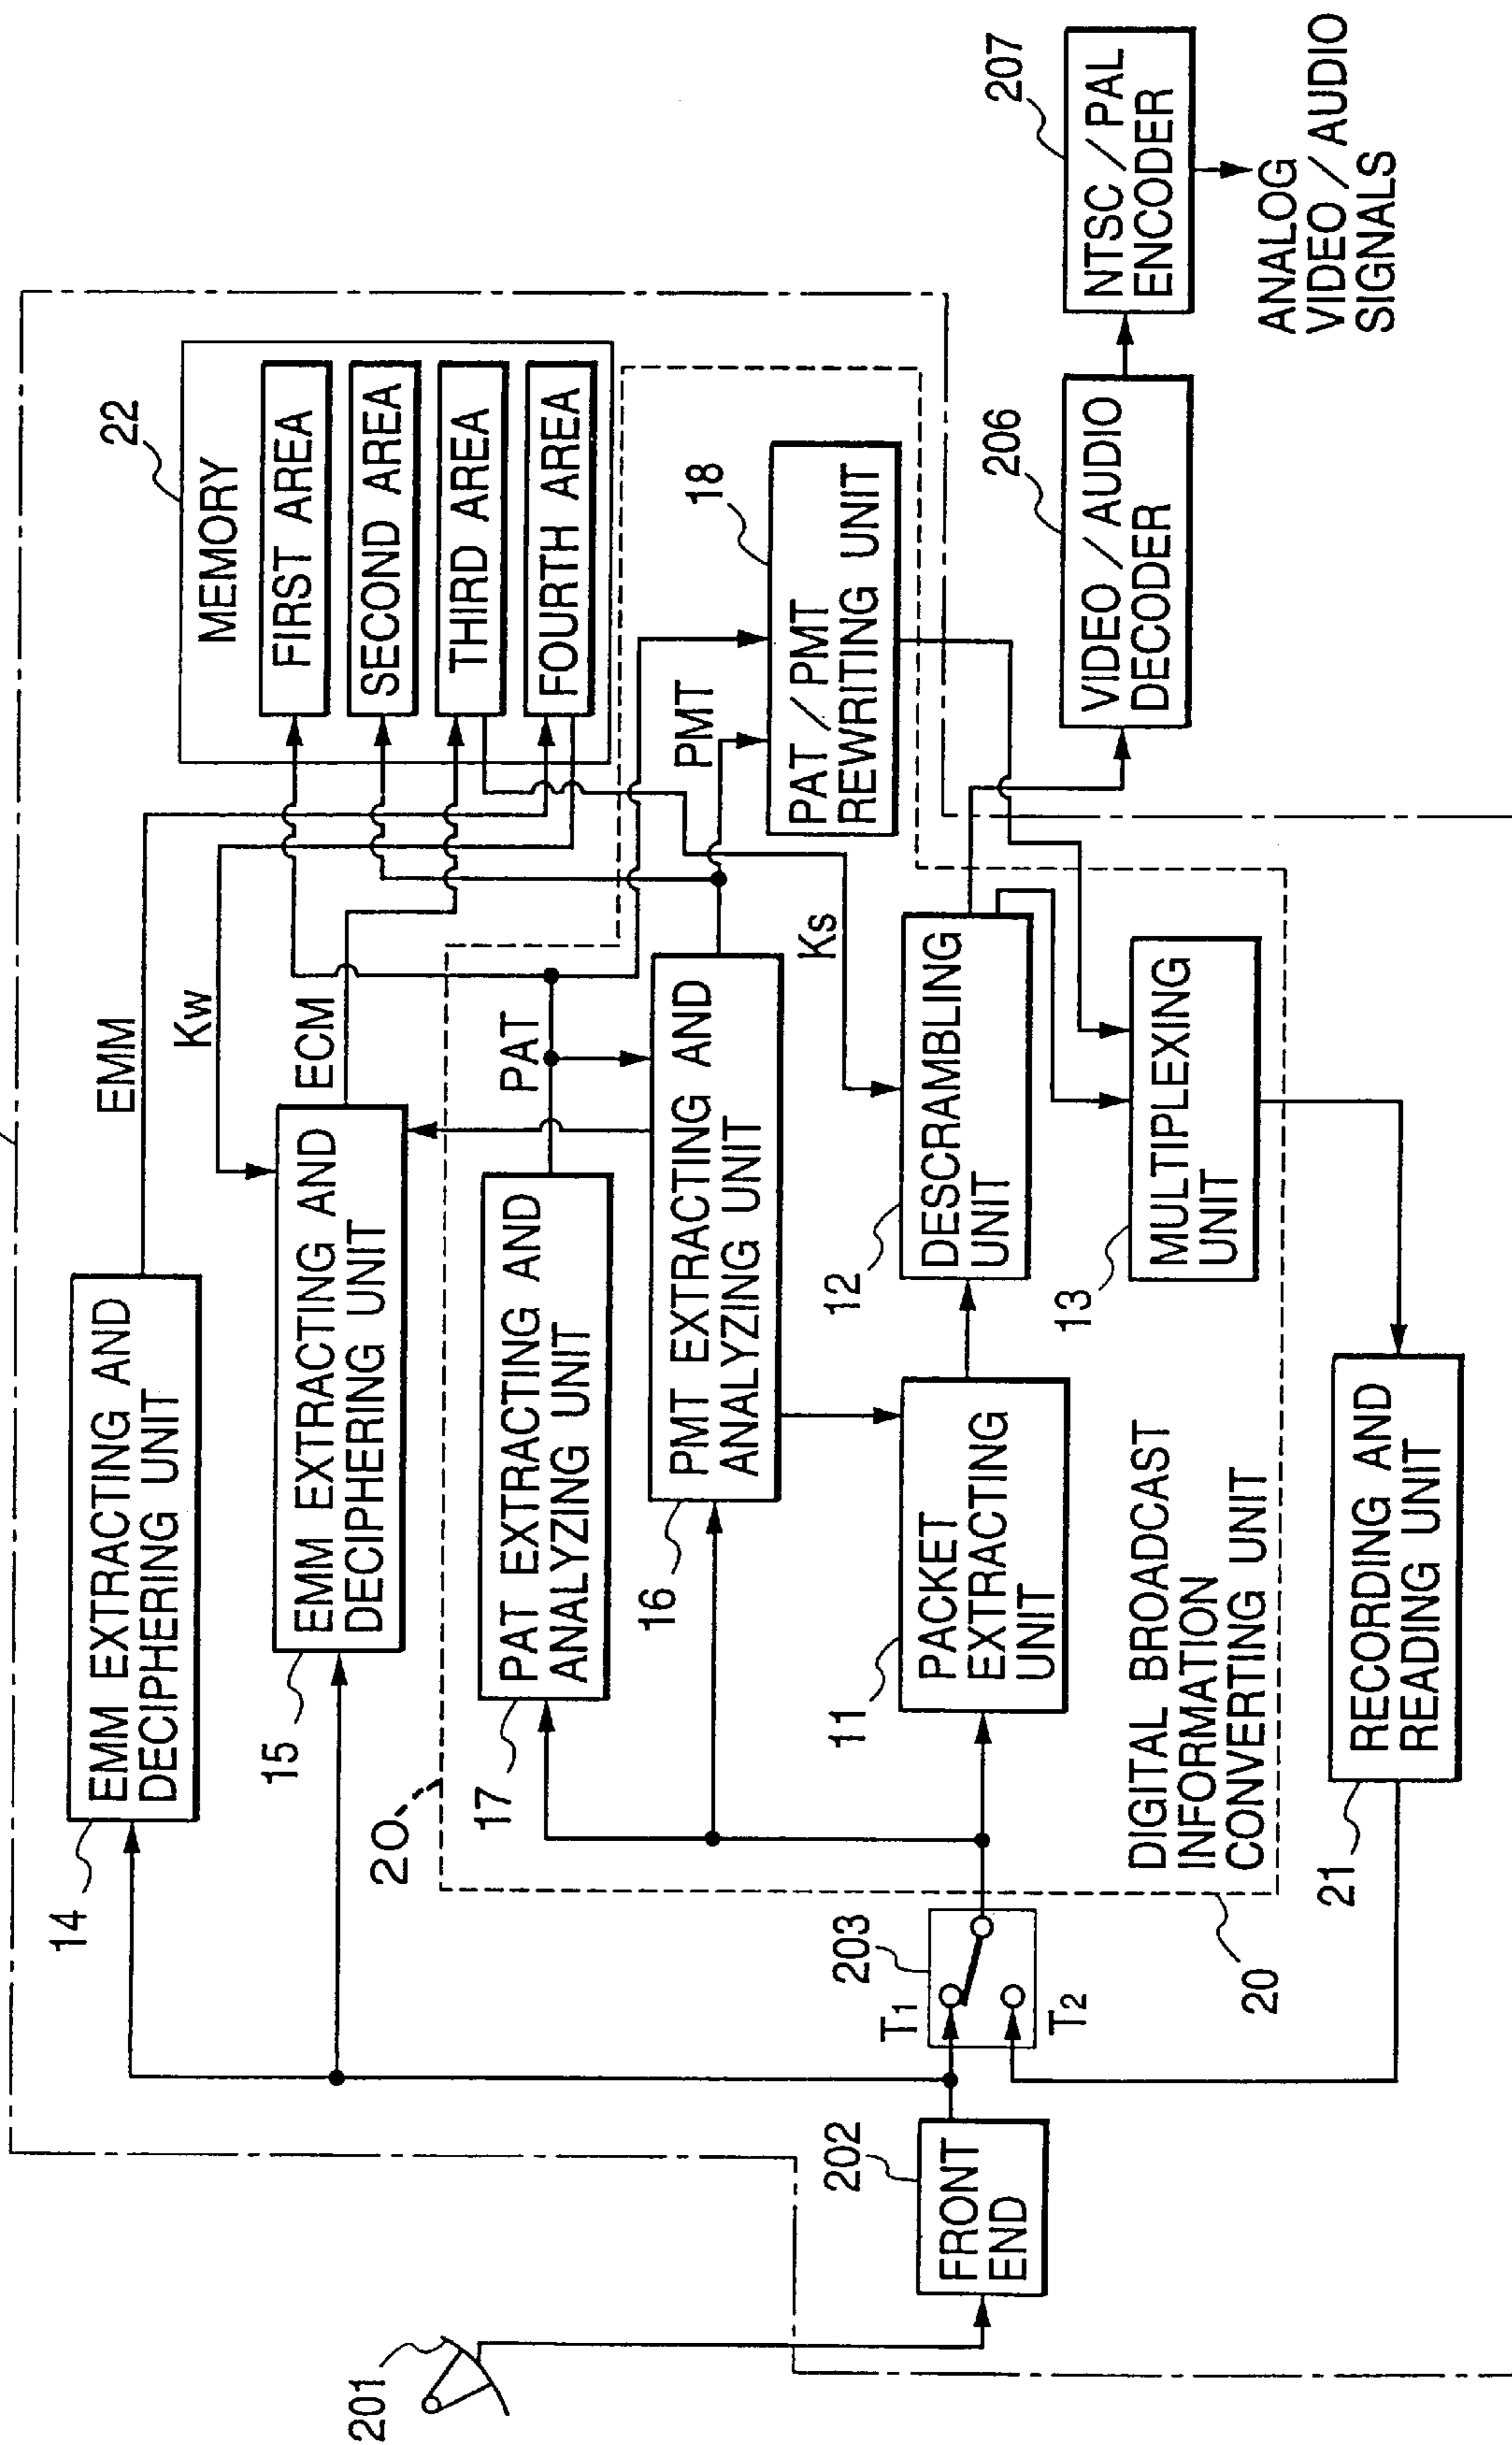 201
202
FRONT
END
203
T1
T2
20
14
EMM EXTRACTING AND
DECIPHERING UNIT
EMM
15
EMM EXTRACTING AND
DECIPHERING UNIT
Kw
ECM
20
17
PAT EXTRACTING AND
ANALYZING UNIT
PAT
16
PMT EXTRACTING AND
ANALYZING UNIT
PMT
11
PACKET
EXTRACTING
UNIT
12
DESCRAMBLING
UNIT
Ks
13
MULTIPLEXING
UNIT
DIGITAL BROADCAST
INFORMATION
CONVERTING UNIT
21
RECORDING AND
READING UNIT
22
MEMORY
FIRST AREA
SECOND AREA
THIRD AREA
FOURTH AREA
18
PAT / PMT
REWRITING UNIT
206
VIDEO / AUDIO
DECODER
207
NTSC / PAL
ENCODER
ANALOG
VIDEO / AUDIO
SIGNALS